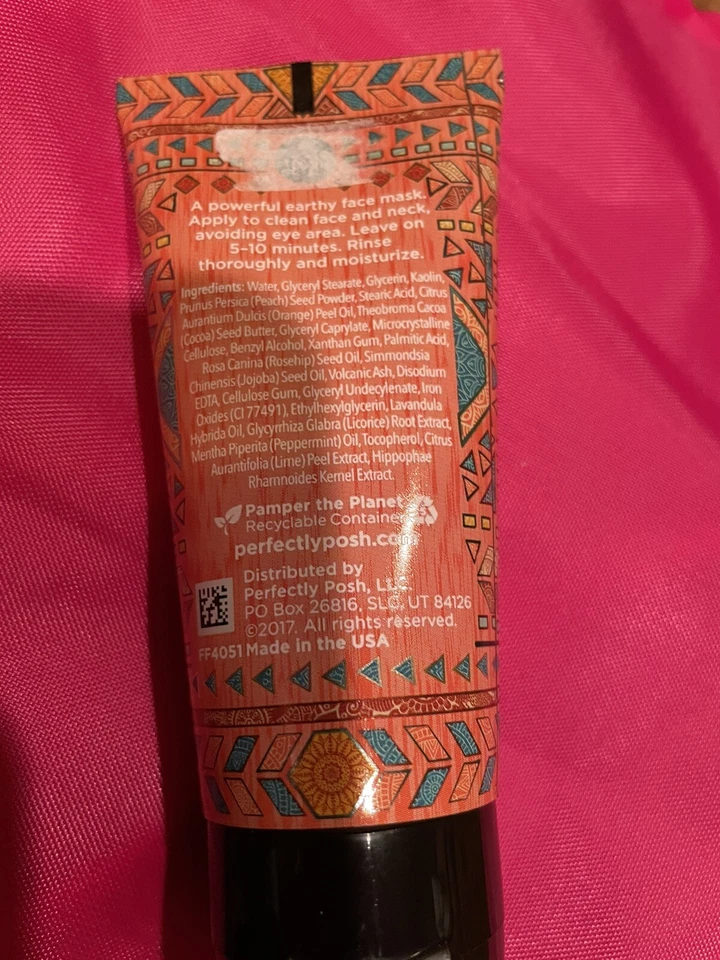 A powerful earthy face mask.
Apply to clean face and neck,
avoiding eye area. Leave on
5-10 minutes. Rinse
thoroughly and moisturize.
Ingredients: Water, Glyceryl Stearate, Glycerin, Kaolin,
Prunus Persica (Peach) Seed Powder, Stearic Acid, Citrus
Aurantium Dulcis (Orange) Peel Oil, Theobroma Cacoa
(Cocoa) Seed Butter, Glyceryl Caprylate, Microcrystalline
Cellulose, Benzyl Alcohol, Xanthan Gum, Palmitic Acid,
Rosa Canina (Rosehip) Seed Oil, Simmondsia
Chinensis (Jojoba) Seed Oil, Volcanic Ash, Disodium
EDTA, Cellulose Gum, Glyceryl Undecylenate, Iron
Oxides (CI 77491), Ethylhexylglycerin, Lavandula
Hybrida Oil, Glycyrrhiza Glabra (Licorice) Root Extract,
Mentha Piperita (Peppermint) Oil, Tocopherol, Citrus
Aurantifolia (Lime) Peel Extract, Hippophae
Rhamnoides Kernel Extract.
Pamper the Planet
Recyclable Container
perfectlyposh.com
Distributed by
Perfectly Posh, LLC.
PO Box 26816, SLC, UT 84126
©2017. All rights reserved.
FF4051 Made in the USA